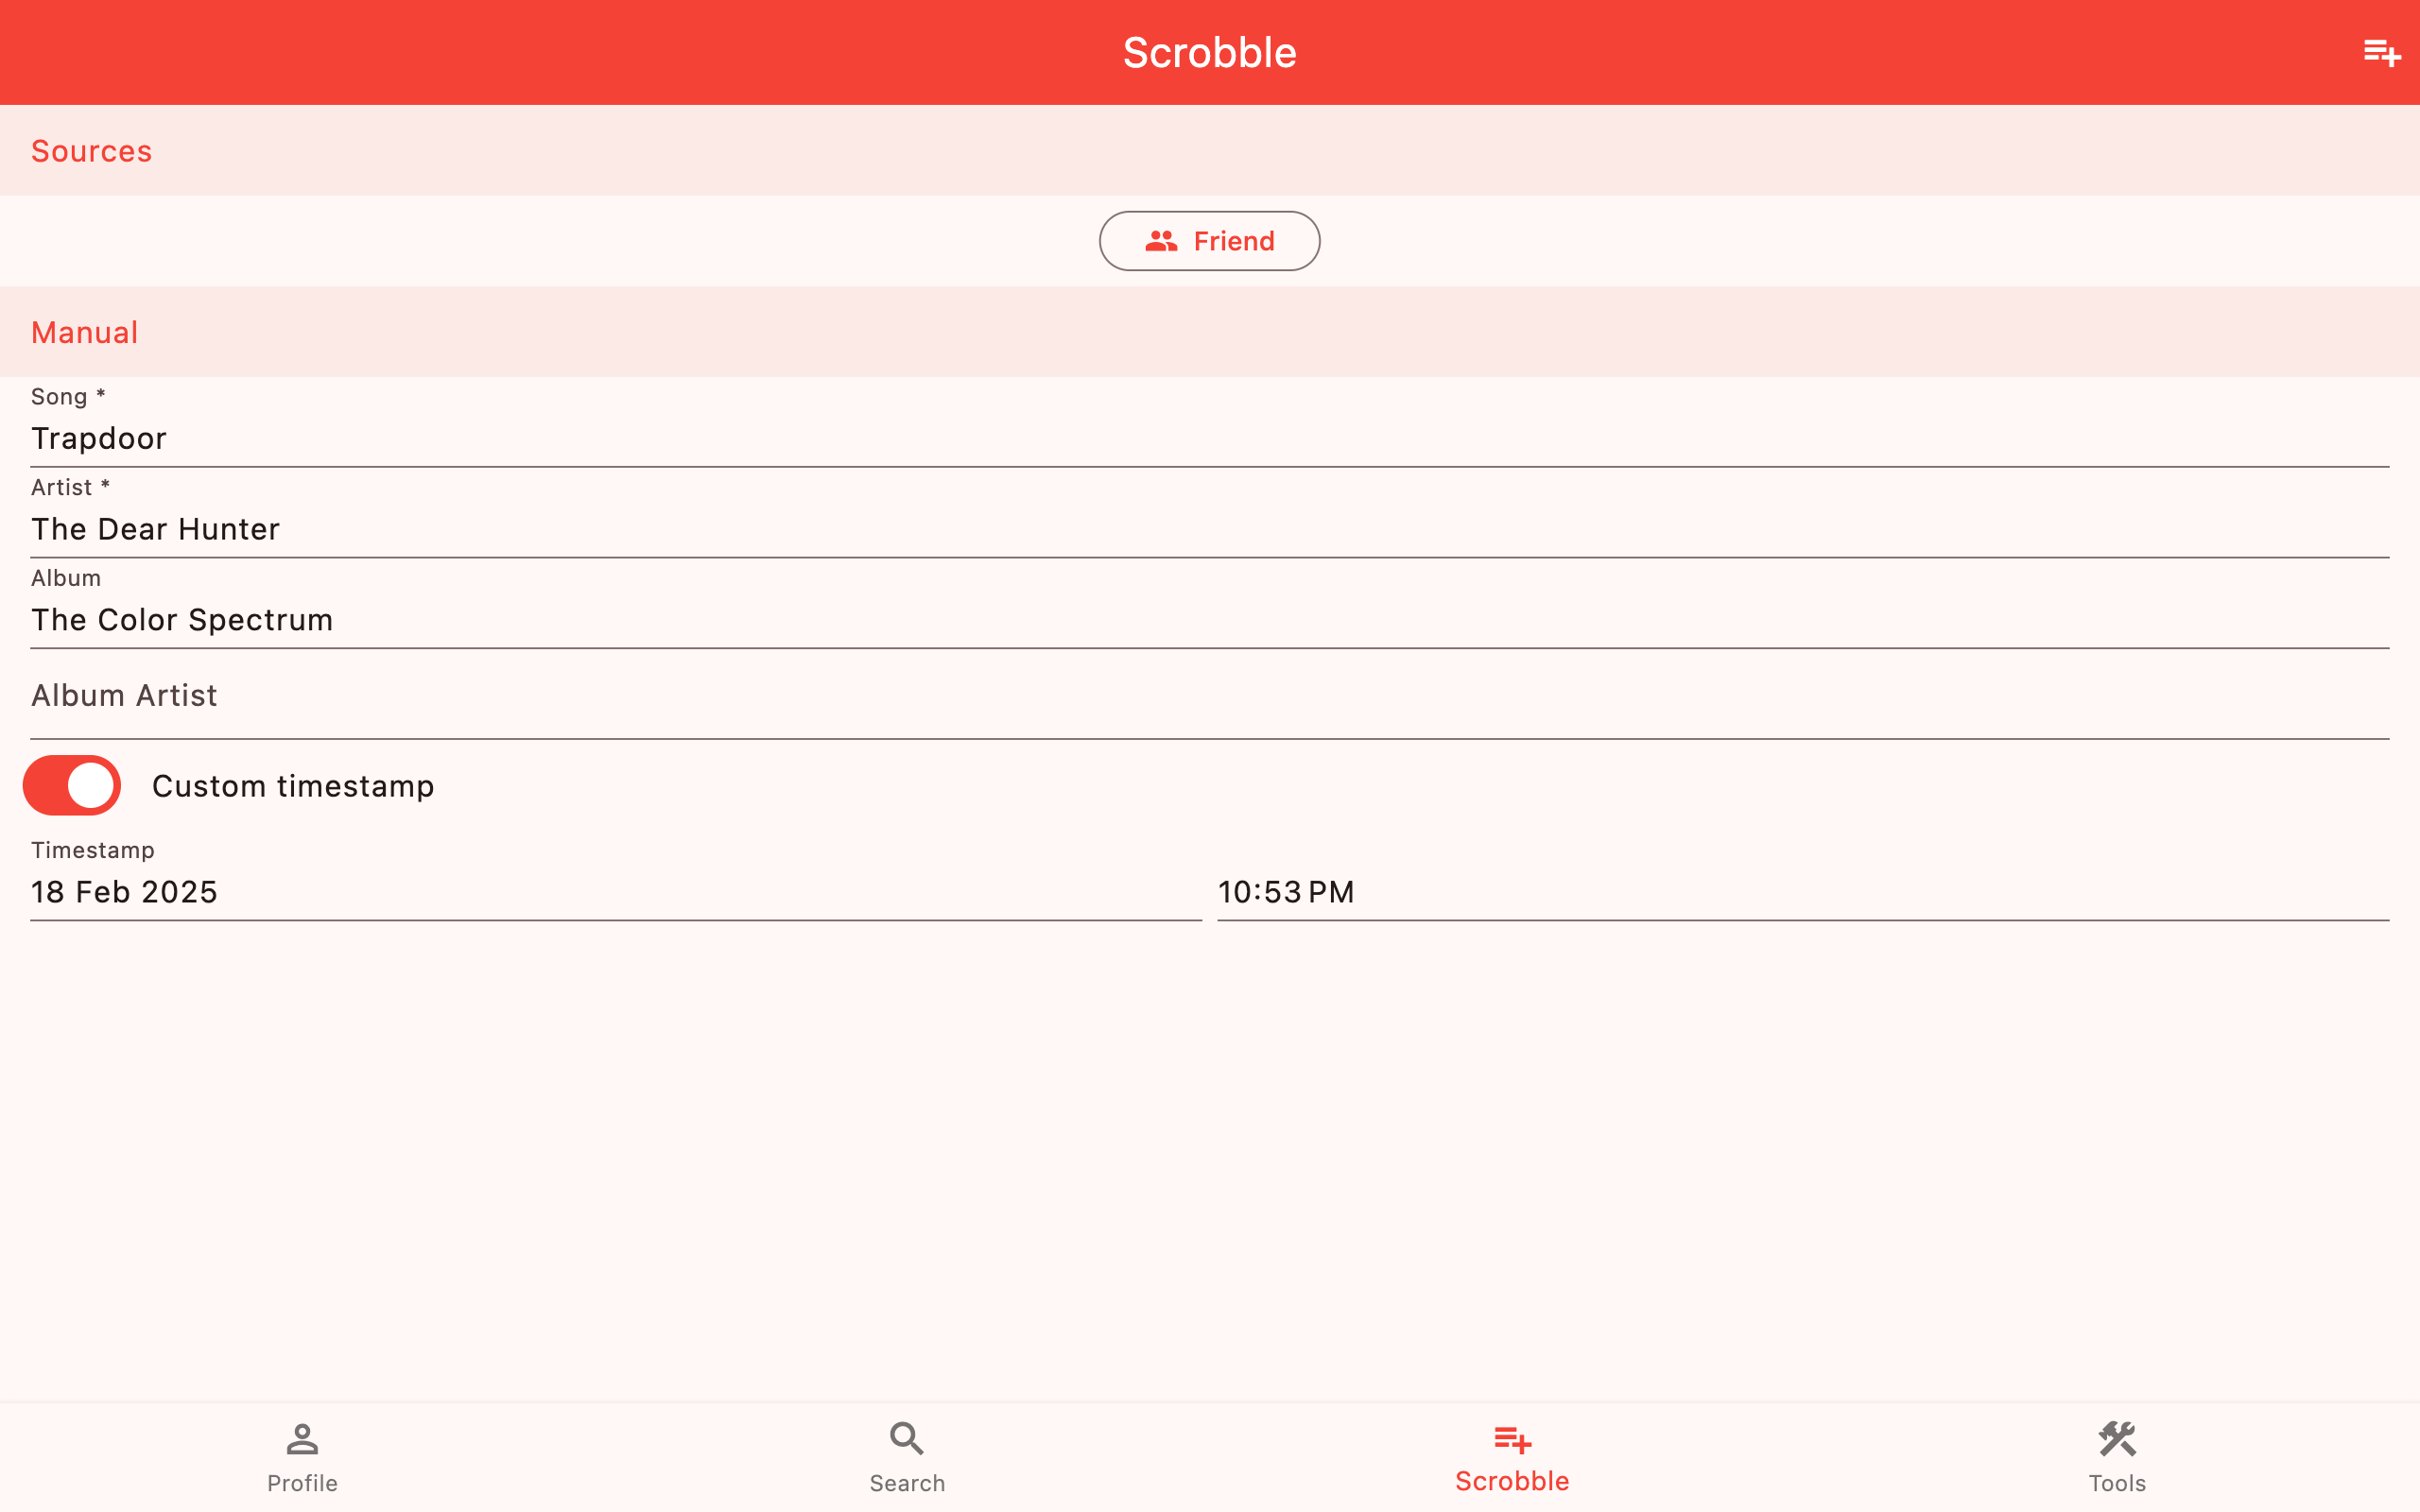 Scrobble
Sources
Friend
Manual
Song *
Trapdoor
Artist *
The Dear Hunter
Album
The Color Spectrum
Album Artist
Custom timestamp
Timestamp
18 Feb 2025
10:53 PM
Profile
Search
Scrobble
Tools